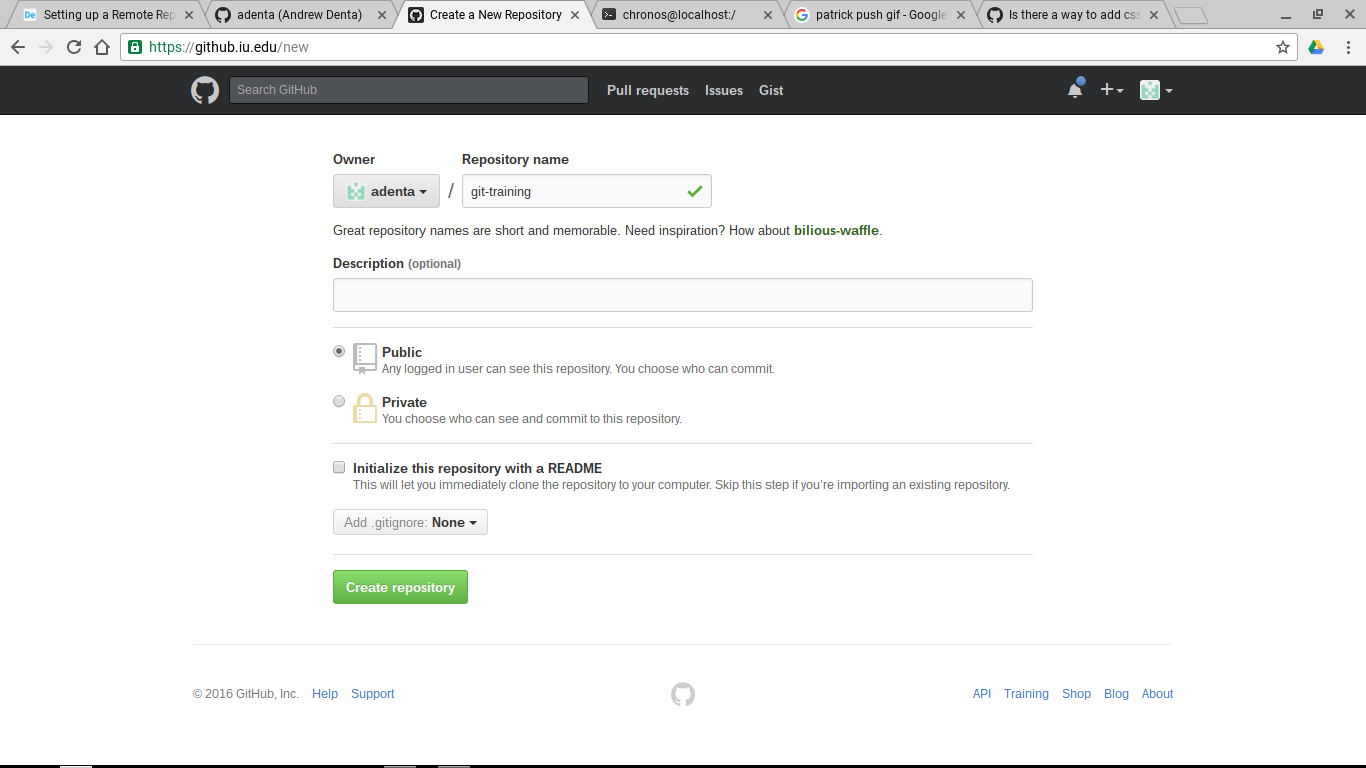 De Setting up a Remote Rep
adenta (Andrew Denta)
Create a New Repository
chronos@localhost:/
patrick push gif - Google
Is there a way to add css
https://github.iu.edu/new
Search GitHub
Pull requests Issues Gist
Owner Repository name
adenta / git-training
Great repository names are short and memorable. Need inspiration? How about bilious-waffle.
Description (optional)
Public
Any logged in user can see this repository. You choose who can commit.
Private
You choose who can see and commit to this repository.
Initialize this repository with a README
This will let you immediately clone the repository to your computer. Skip this step if you're importing an existing repository.
Add .gitignore: None
Create repository
© 2016 GitHub, Inc. Help Support API Training Shop Blog About